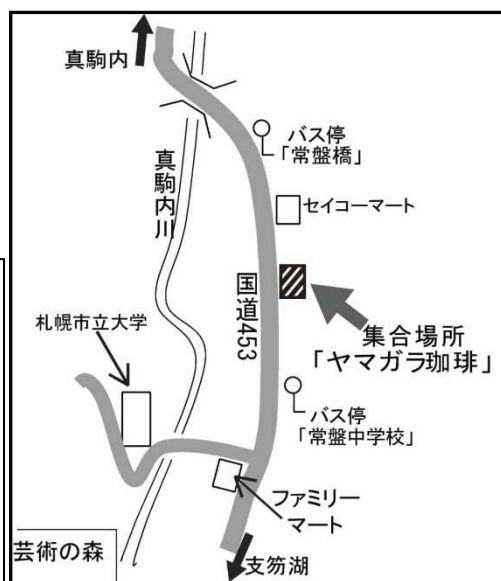 真駒内
バス停
「常盤橋」
真駒内川
セイコーマート
国道453
集合場所
「ヤマガラ珈琲」
札幌市立大学
バス停
「常盤中学校」
ファミリー
マート
芸術の森
支笏湖